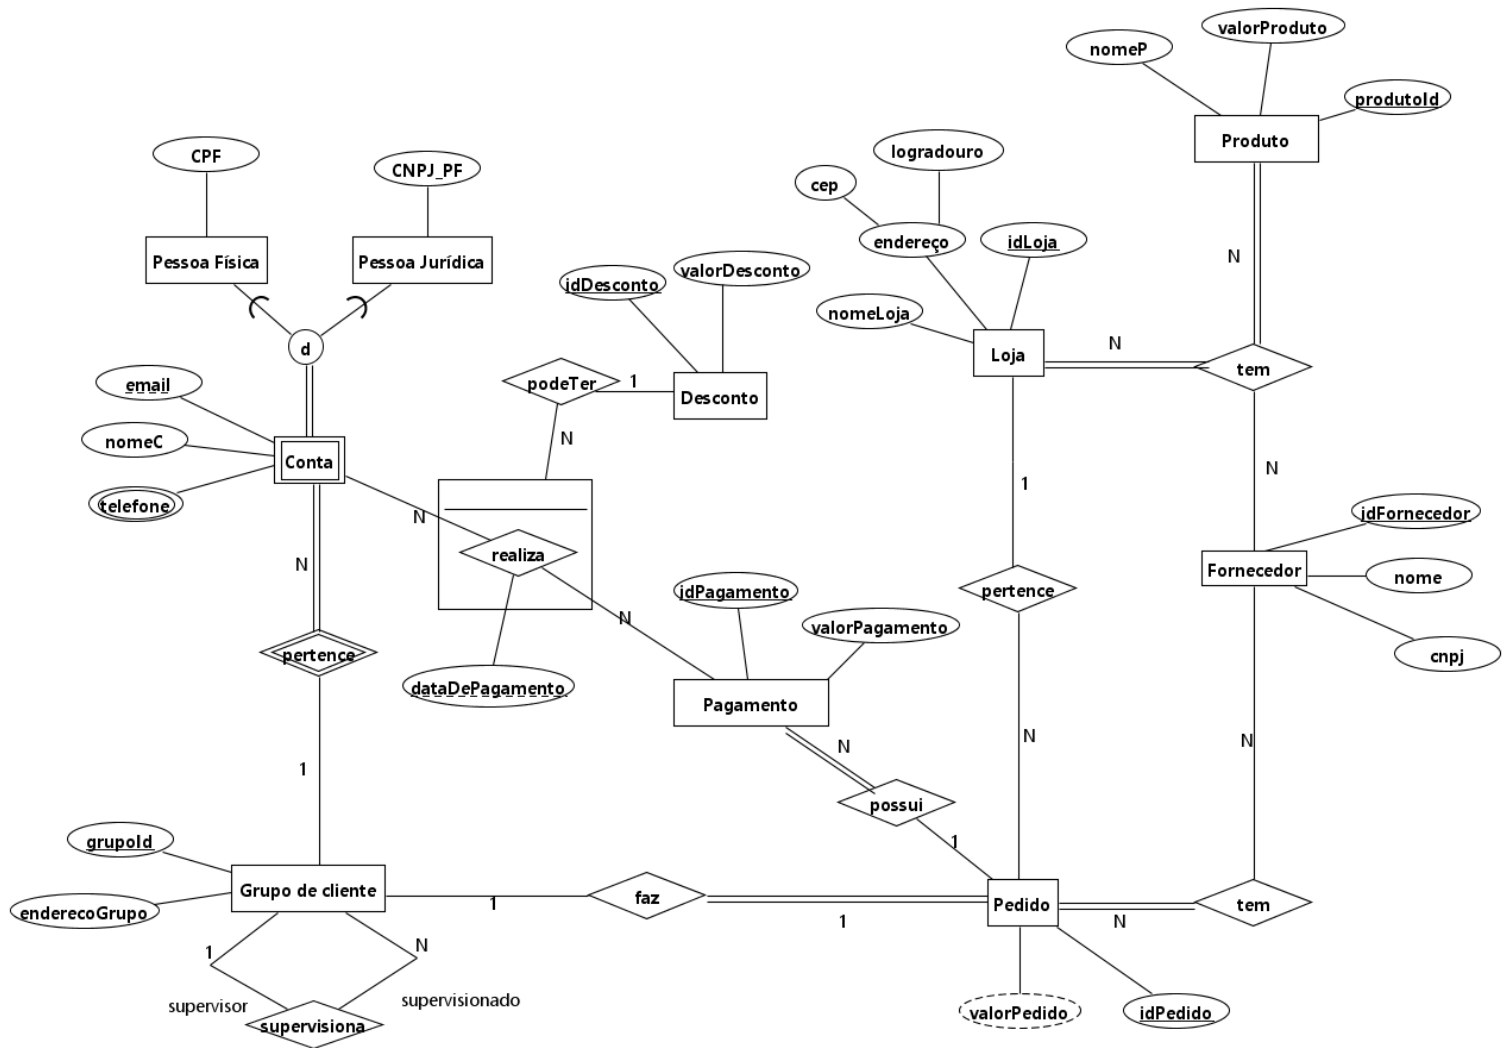 valorProduto
nomeP
produtoId
Produto
CPF
CNPJ_PF
logradouro
cep
endereço
idLoja
Pessoa Física
Pessoa Jurídica
idDesconto
valorDesconto
nomeLoja
N
d
Loja
N
tem
email
podeTer
1
Desconto
nomeC
N
Conta
N
telefone
N
1
idFornecedor
realiza
N
Fornecedor
nome
idPagamento
pertence
N
valorPagamento
pertence
cnpj
dataDePagamento
Pagamento
N
N
N
1
possui
grupoId
1
Grupo de cliente
enderecoGrupo
1
faz
1
Pedido
N
tem
1
N
supervisor
supervisionado
supervisiona
valorPedido
idPedido